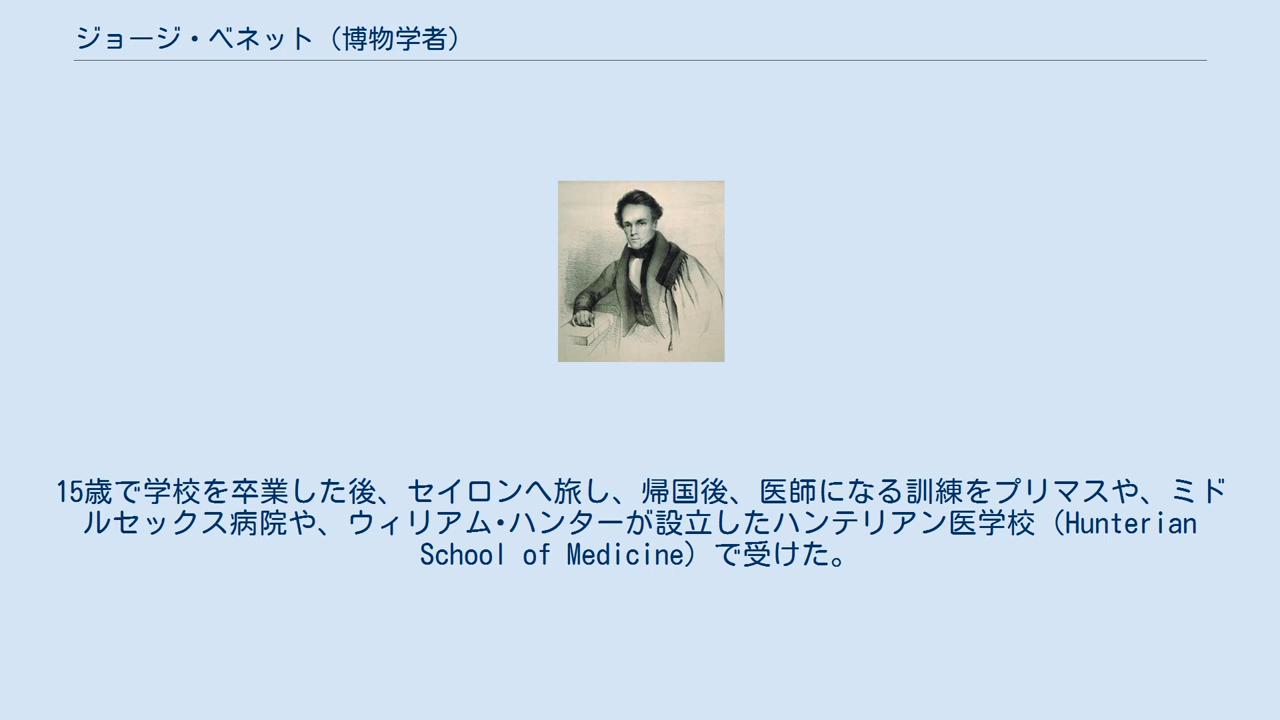 ジョージ・ベネット（博物学者）
15歳で学校を卒業した後、セイロンへ旅し、帰国後、医師になる訓練をプリマスや、ミド
ルセックス病院や、ウィリアム・ハンターが設立したハンテリアン医学校（Hunterian
School of Medicine）で受けた。